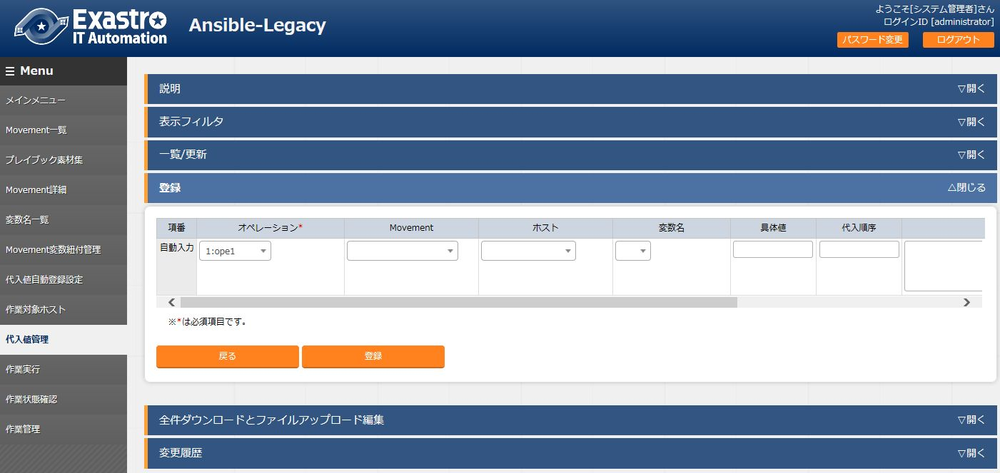 Exastro
IT Automation
Ansible-Legacy
ようこそ[システム管理者]さん
ログインID [administrator]
パスワード変更 ログアウト
Menu
メインメニュー
Movement一覧
プレイブック素材集
Movement詳細
変数名一覧
Movement変数紐付管理
代入値自動登録設定
作業対象ホスト
代入値管理
作業実行
作業状態確認
作業管理
説明 ▽開く
表示フィルタ ▽開く
一覧/更新 ▽開く
登録 △閉じる
項番 オペレーション* Movement ホスト 変数名 具体値 代入順序
自動入力 1:ope1
※*は必須項目です。
戻る 登録
全件ダウンロードとファイルアップロード編集 ▽開く
変更履歴 ▽開く